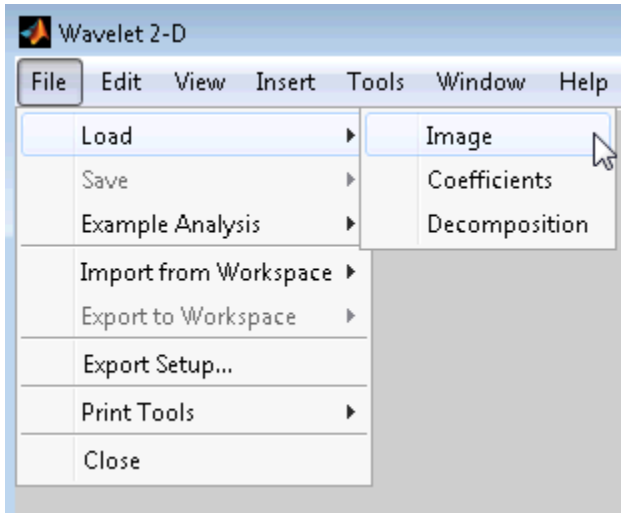 Wavelet 2-D
File Edit View Insert Tools Window Help
Load Image
Save Coefficients
Example Analysis Decomposition
Import from Workspace
Export to Workspace
Export Setup...
Print Tools
Close